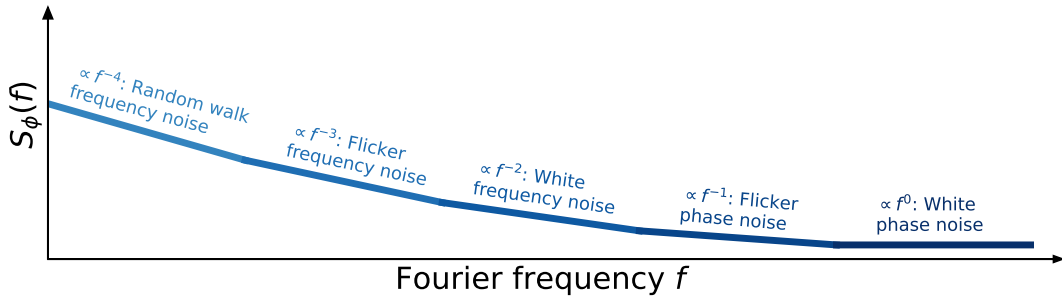 S_ϕ(f)
∝ f⁻⁴: Random walk
frequency noise
∝ f⁻³: Flicker
frequency noise
∝ f⁻²: White
frequency noise
∝ f⁻¹: Flicker
phase noise
∝ f⁰: White
phase noise
Fourier frequency f